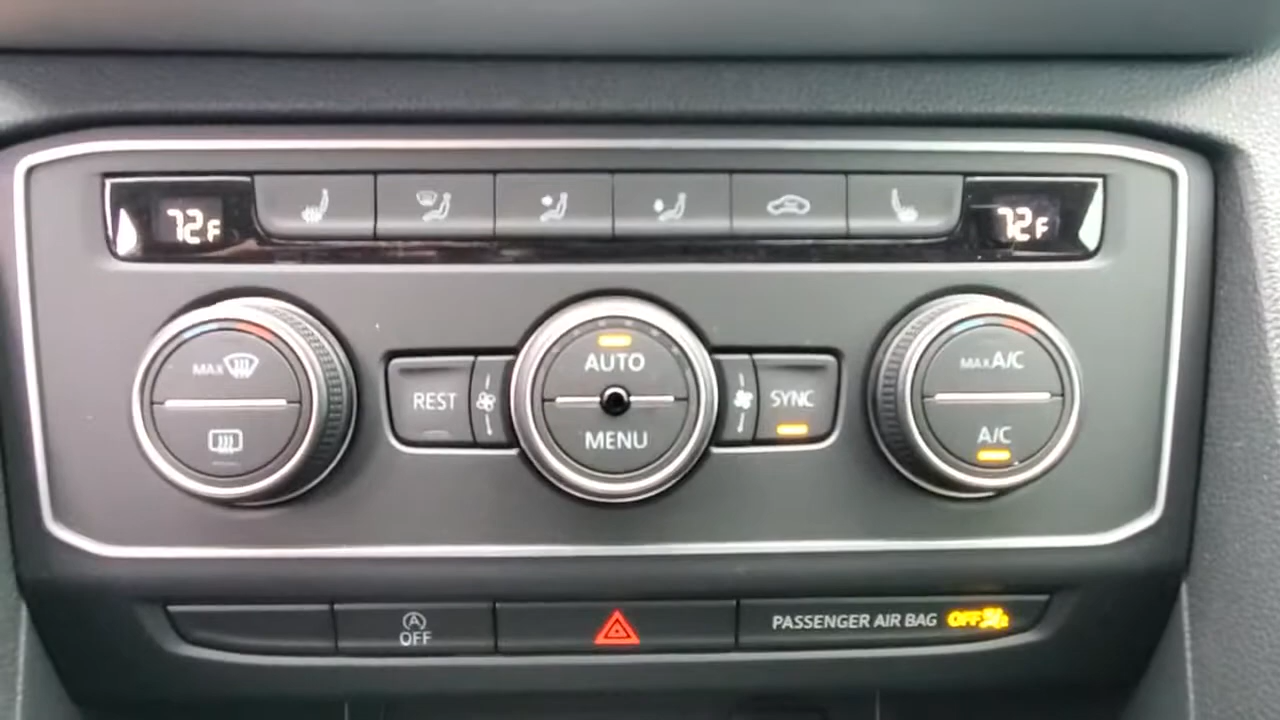 72F
72F
MAX
AUTO
MAX A/C
REST
SYNC
MENU
A/C
A
OFF
PASSENGER AIR BAG OFF